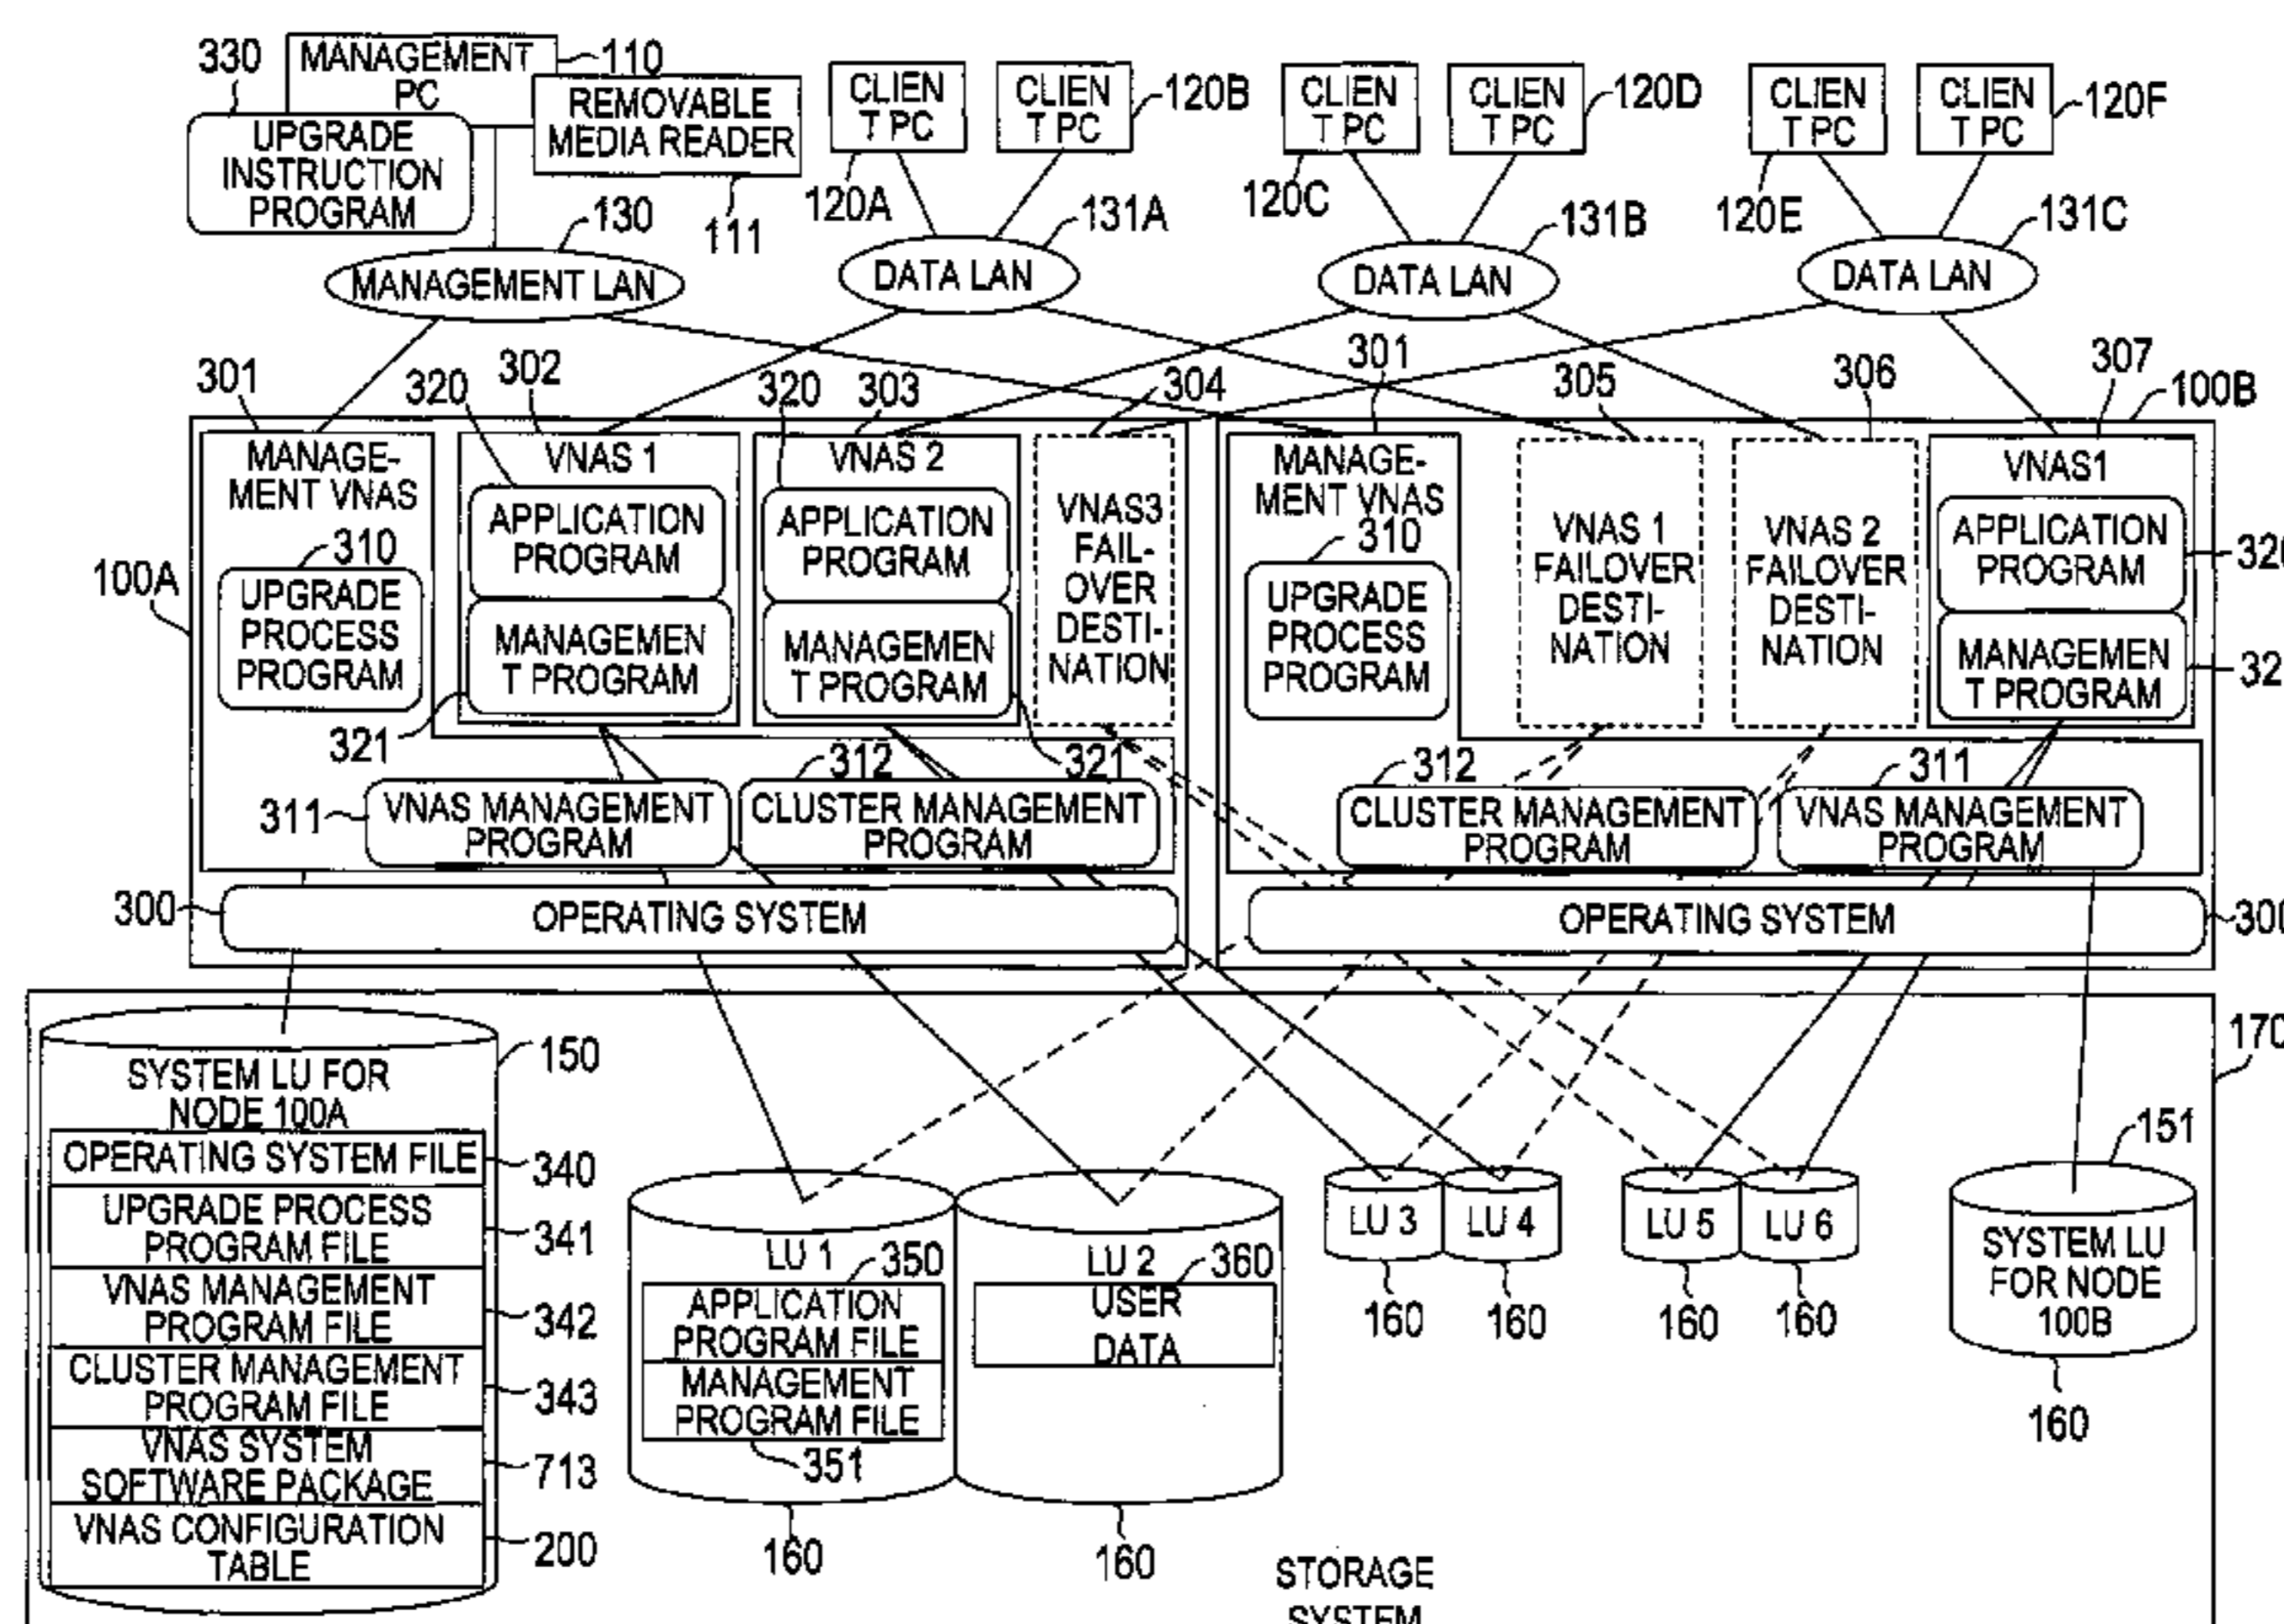 330
MANAGEMENT
PC
110
REMOVABLE
MEDIA READER
UPGRADE
INSTRUCTION
PROGRAM
111
CLIEN
T PC
120A
CLIEN
T PC
120B
CLIEN
T PC
120C
CLIEN
T PC
120D
CLIEN
T PC
120E
CLIEN
T PC
120F
130
MANAGEMENT LAN
131A
DATA LAN
131B
DATA LAN
131C
DATA LAN
100A
301
MANAGE-
MENT VNAS
310
UPGRADE
PROCESS
PROGRAM
320
302
VNAS 1
APPLICATION
PROGRAM
MANAGEMEN
T PROGRAM
321
320
303
VNAS 2
APPLICATION
PROGRAM
MANAGEMEN
T PROGRAM
321
304
VNAS3
FAIL-
OVER
DESTI-
NATION
311
VNAS MANAGEMENT
PROGRAM
312
CLUSTER MANAGEMENT
PROGRAM
300
OPERATING SYSTEM
100B
301
MANAGE-
MENT VNAS
310
UPGRADE
PROCESS
PROGRAM
305
VNAS 1
FAILOVER
DESTI-
NATION
306
VNAS 2
FAILOVER
DESTI-
NATION
307
VNAS1
APPLICATION
PROGRAM
MANAGEMEN
T PROGRAM
312
CLUSTER MANAGEMENT
PROGRAM
311
VNAS MANAGEMENT
PROGRAM
OPERATING SYSTEM
170
150
SYSTEM LU FOR
NODE 100A
OPERATING SYSTEM FILE
340
UPGRADE PROCESS
PROGRAM FILE
341
VNAS MANAGEMENT
PROGRAM FILE
342
CLUSTER MANAGEMENT
PROGRAM FILE
343
VNAS SYSTEM
SOFTWARE PACKAGE
713
VNAS CONFIGURATION
TABLE
200
LU 1
350
APPLICATION
PROGRAM FILE
MANAGEMENT
PROGRAM FILE
351
160
LU 2
360
USER
DATA
160
LU 3
160
LU 4
160
LU 5
160
LU 6
160
151
SYSTEM LU
FOR NODE
100B
160
STORAGE
SYSTEM